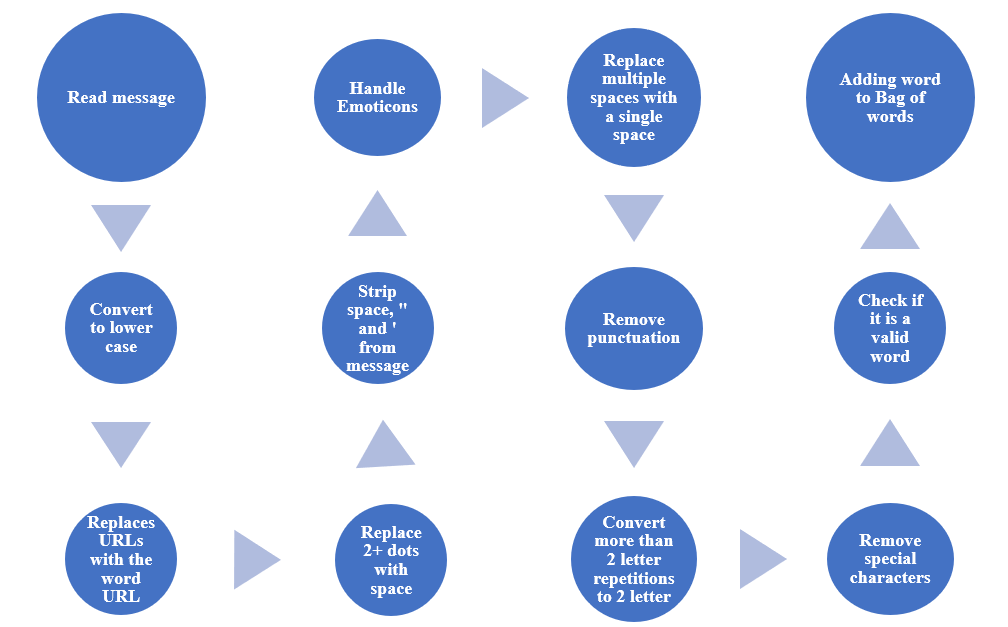 Read message
Convert
to lower
case
Replaces
URLs
with the
word
URL
Replace
2+ dots
with
space
Strip
space, "
and '
from
message
Handle
Emoticons
Replace
multiple
spaces with
a single
space
Remove
punctuation
Convert
more than
2 letter
repetitions
to 2 letter
Remove
special
characters
Check if
it is a
valid
word
Adding word
to Bag of
words